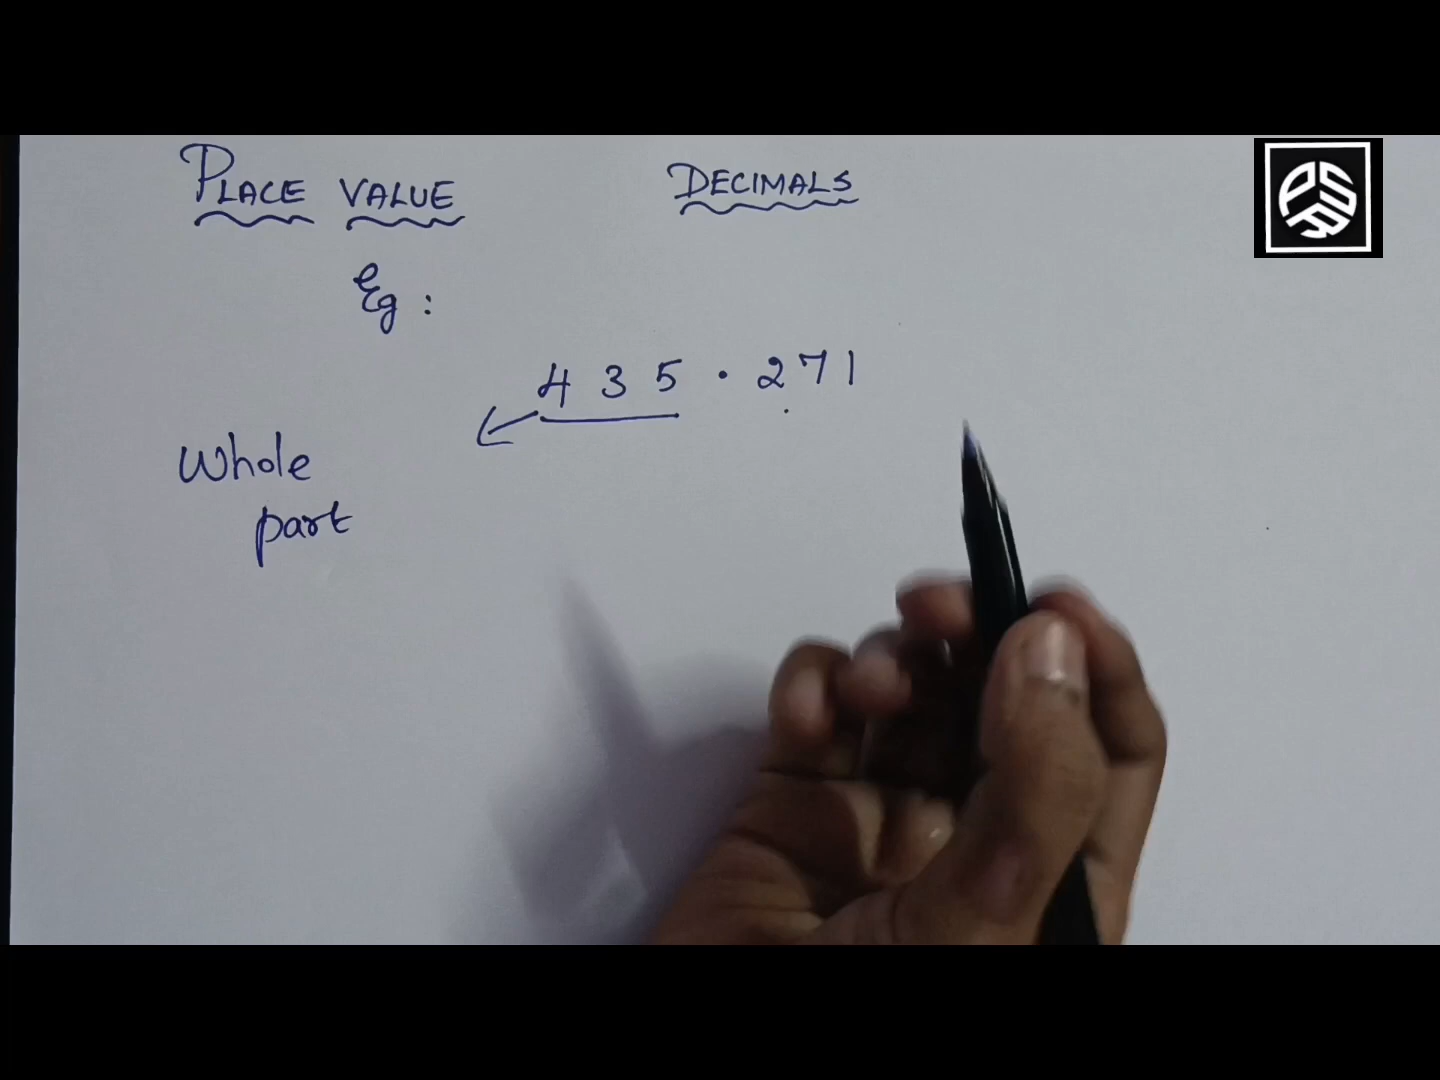 PLACE VALUE DECIMALS
Eg :
435.271
Whole
part